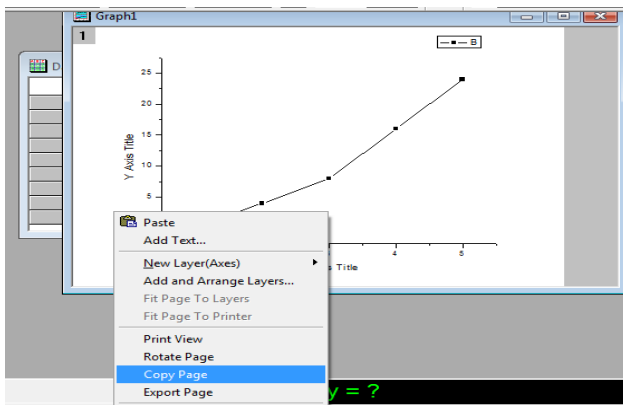 Graph1
1
B
D
25
20
15
10
5
Y Axis Title
4
5
Title
Paste
Add Text...
New Layer(Axes)
Add and Arrange Layers...
Fit Page To Layers
Fit Page To Printer
Print View
Rotate Page
Copy Page
Export Page
y = ?